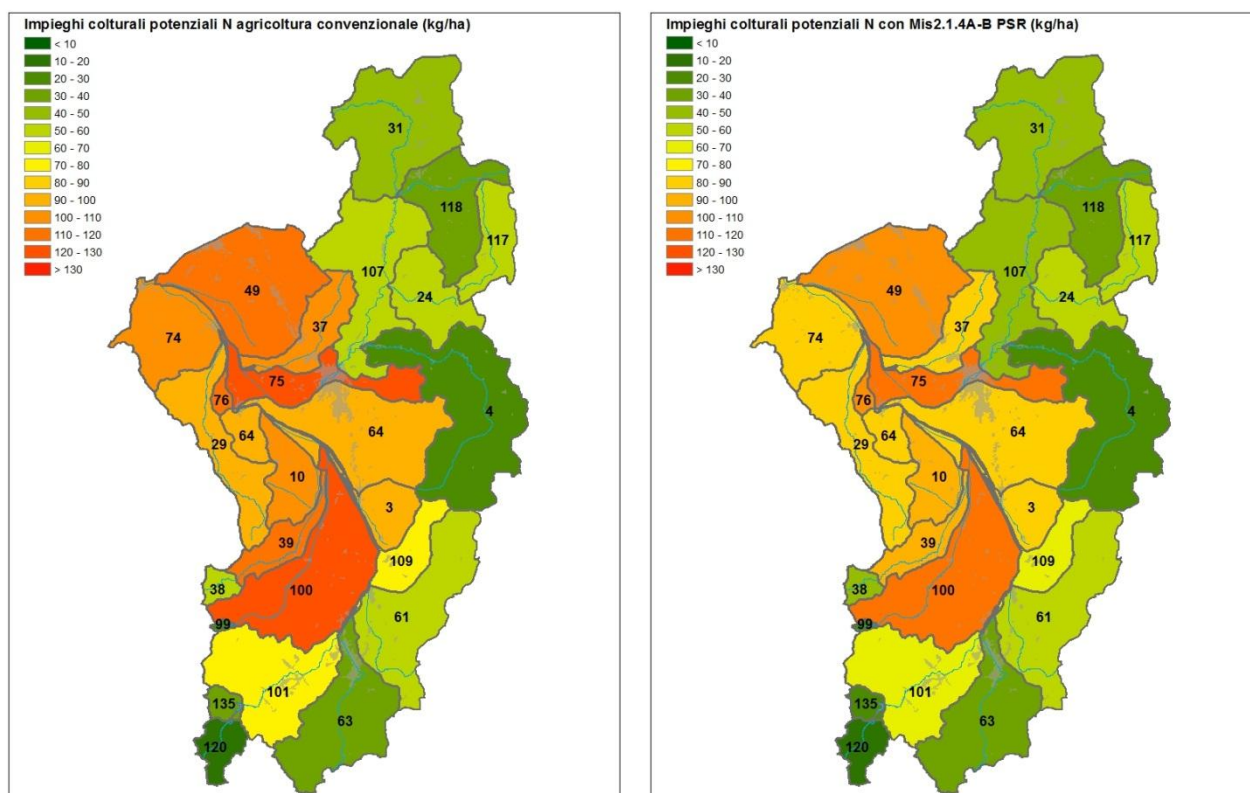 Impieghi colturali potenziali N agricoltura convenzionale (kg/ha)
< 10
10 - 20
20 - 30
30 - 40
40 - 50
50 - 60
60 - 70
70 - 80
80 - 90
90 - 100
100 - 110
110 - 120
120 - 130
> 130
31
118
117
107
24
49
37
74
4
75
76
64
64
29
10
3
39
109
38
100
61
99
101
135
63
120
Impieghi colturali potenziali N con Mis2.1.4A-B PSR (kg/ha)
< 10
10 - 20
20 - 30
30 - 40
40 - 50
50 - 60
60 - 70
70 - 80
80 - 90
90 - 100
100 - 110
110 - 120
120 - 130
> 130
31
118
117
107
24
49
37
74
4
75
76
64
64
29
10
3
39
109
38
100
61
99
101
135
63
120